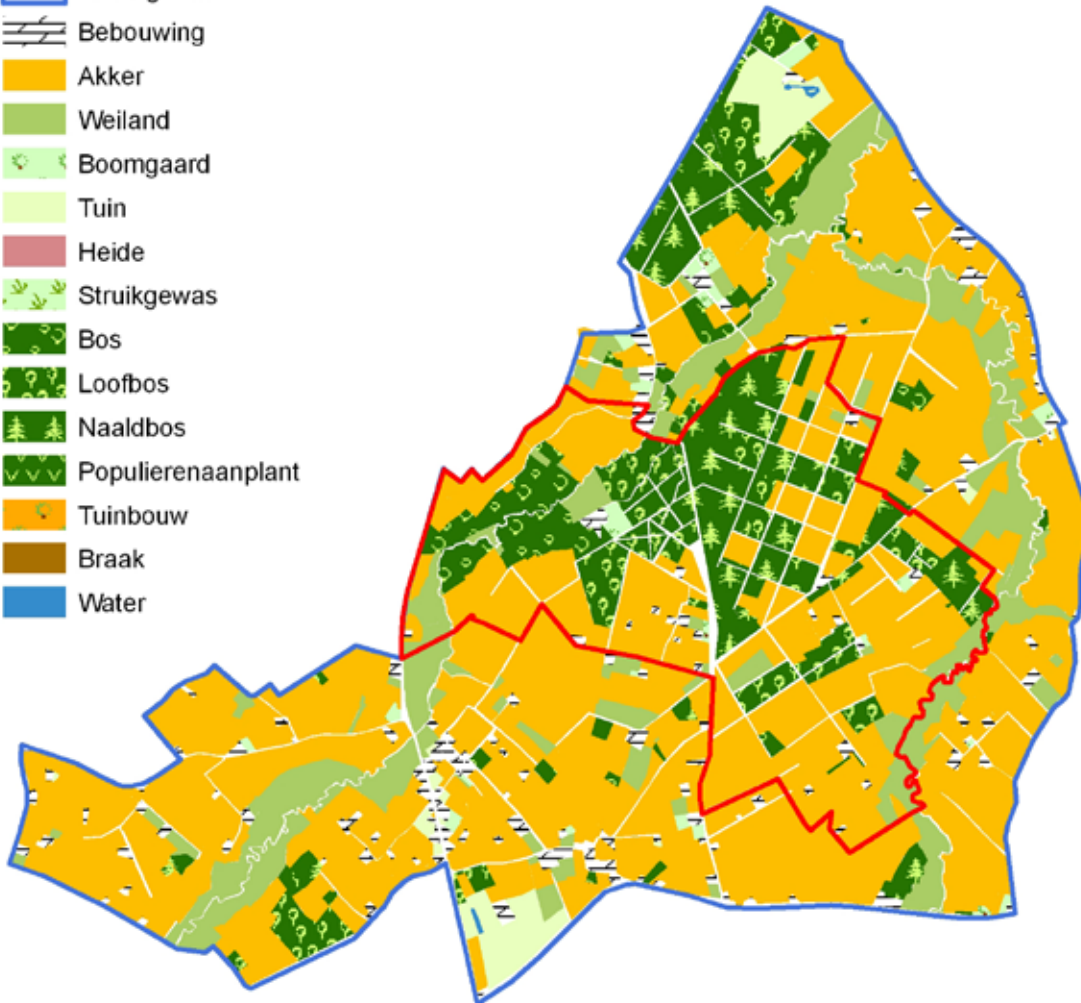 Bebouwing
Akker
Weiland
Boomgaard
Tuin
Heide
Struikgewas
Bos
Loofbos
Naaldbos
Populierenaanplant
Tuinbouw
Braak
Water